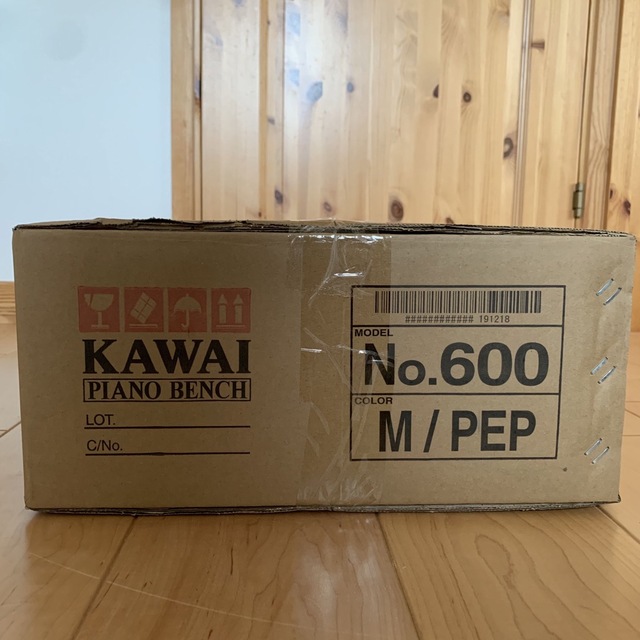 KAWAI
PIANO BENCH
LOT.
C/No.
############ 191218
MODEL
No.600
COLOR
M / PEP